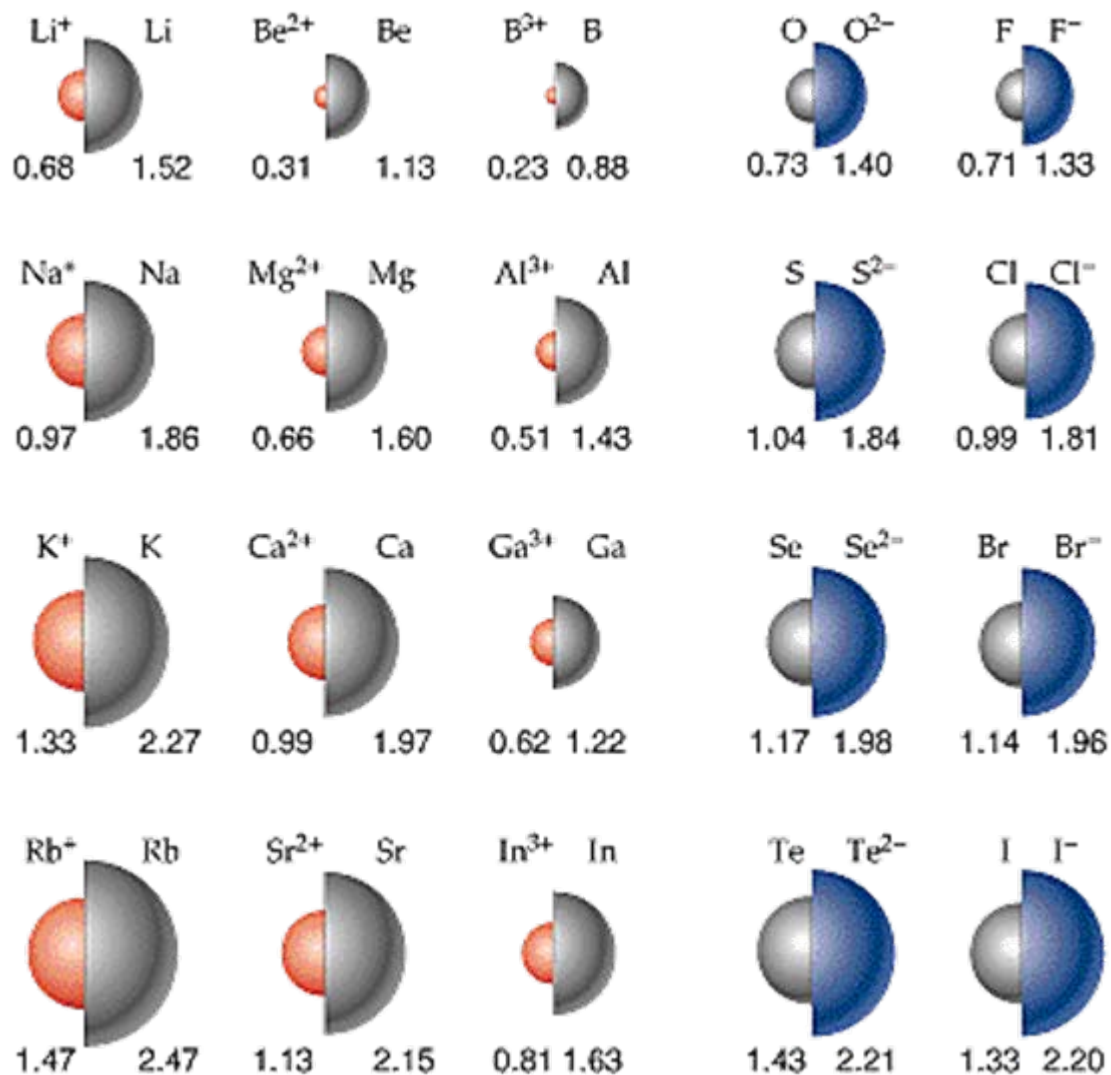 Li⁺ Li Be²⁺ Be B³⁺ B O O²⁻ F F⁻
0.68 1.52 0.31 1.13 0.23 0.88 0.73 1.40 0.71 1.33
Na⁺ Na Mg²⁺ Mg Al³⁺ Al S S²⁻ Cl Cl⁻
0.97 1.86 0.66 1.60 0.51 1.43 1.04 1.84 0.99 1.81
K⁺ K Ca²⁺ Ca Ga³⁺ Ga Se Se²⁻ Br Br⁻
1.33 2.27 0.99 1.97 0.62 1.22 1.17 1.98 1.14 1.96
Rb⁺ Rb Sr²⁺ Sr In³⁺ In Te Te²⁻ I I⁻
1.47 2.47 1.13 2.15 0.81 1.63 1.43 2.21 1.33 2.20